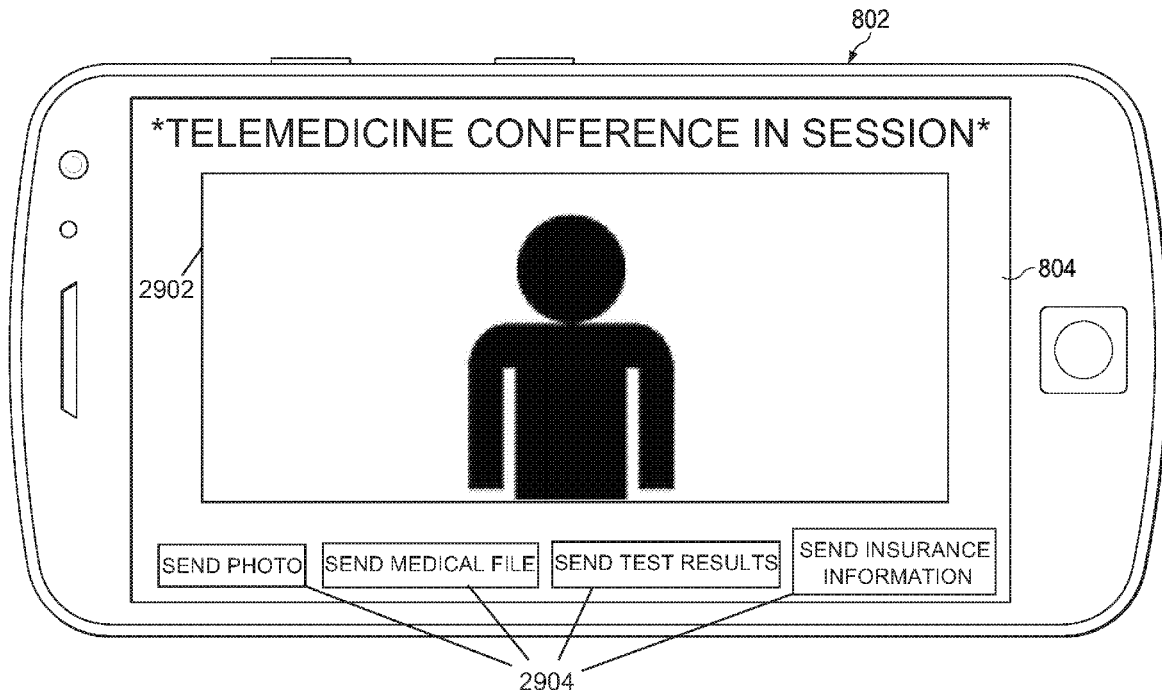 802
*TELEMEDICINE CONFERENCE IN SESSION*
2902
804
SEND PHOTO
SEND MEDICAL FILE
SEND TEST RESULTS
SEND INSURANCE
INFORMATION
2904